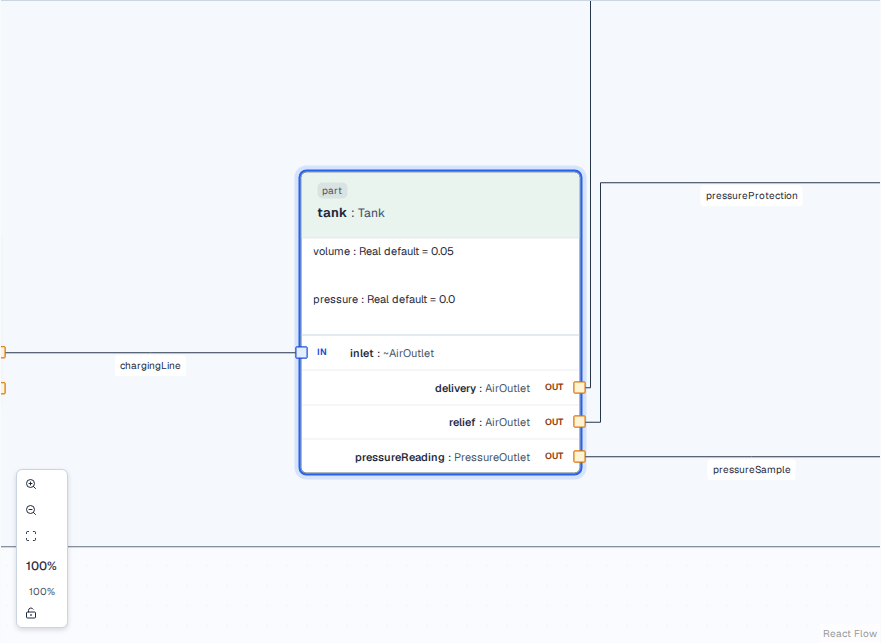 part
tank : Tank
volume : Real default = 0.05
pressure : Real default = 0.0
IN inlet : ~AirOutlet
delivery : AirOutlet OUT
relief : AirOutlet OUT
pressureReading : PressureOutlet OUT
chargingLine
pressureProtection
pressureSample
100%
100%
React Flow